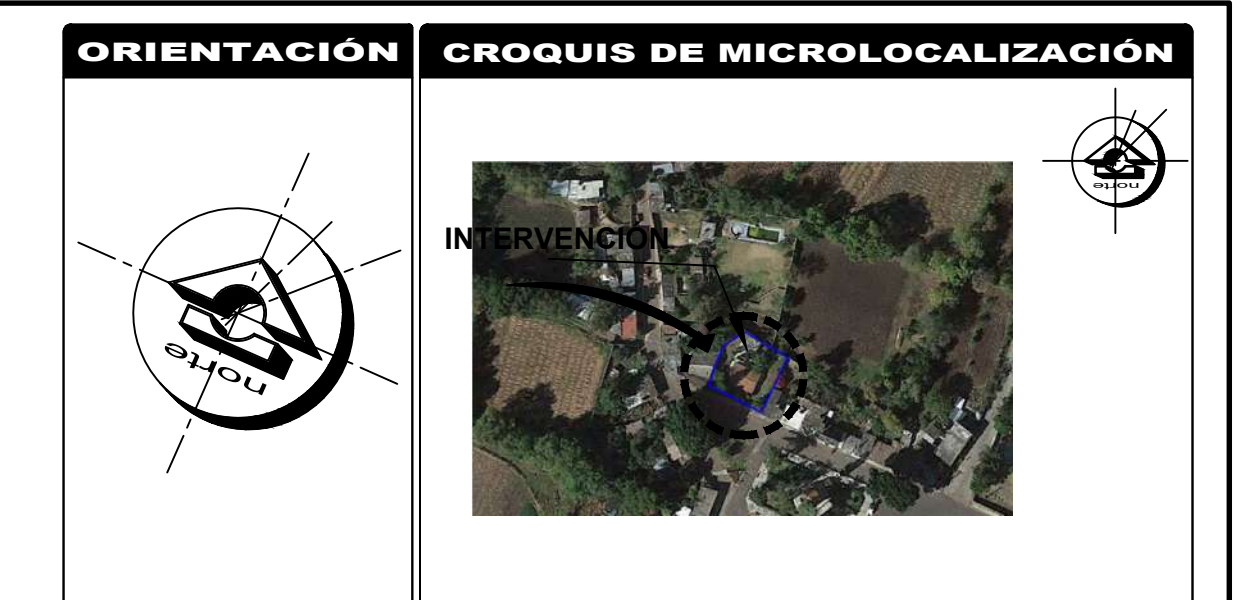 ORIENTACIÓN
CROQUIS DE MICROLOCALIZACIÓN
norte
norte
INTERVENCIÓN